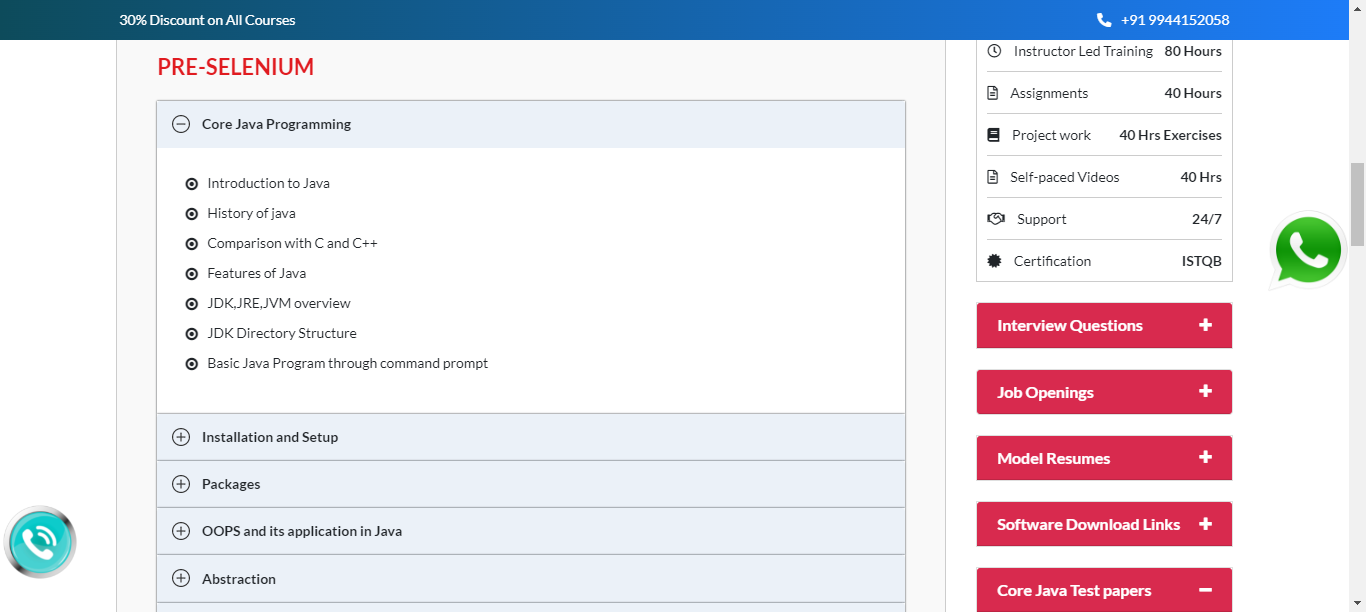 30% Discount on All Courses
+91 9944152058
PRE-SELENIUM
Core Java Programming
Introduction to Java
History of java
Comparison with C and C++
Features of Java
JDK,JRE,JVM overview
JDK Directory Structure
Basic Java Program through command prompt
Installation and Setup
Packages
OOPS and its application in Java
Abstraction
Instructor Led Training 80 Hours
Assignments 40 Hours
Project work 40 Hrs Exercises
Self-paced Videos 40 Hrs
Support 24/7
Certification ISTQB
Interview Questions
Job Openings
Model Resumes
Software Download Links
Core Java Test papers